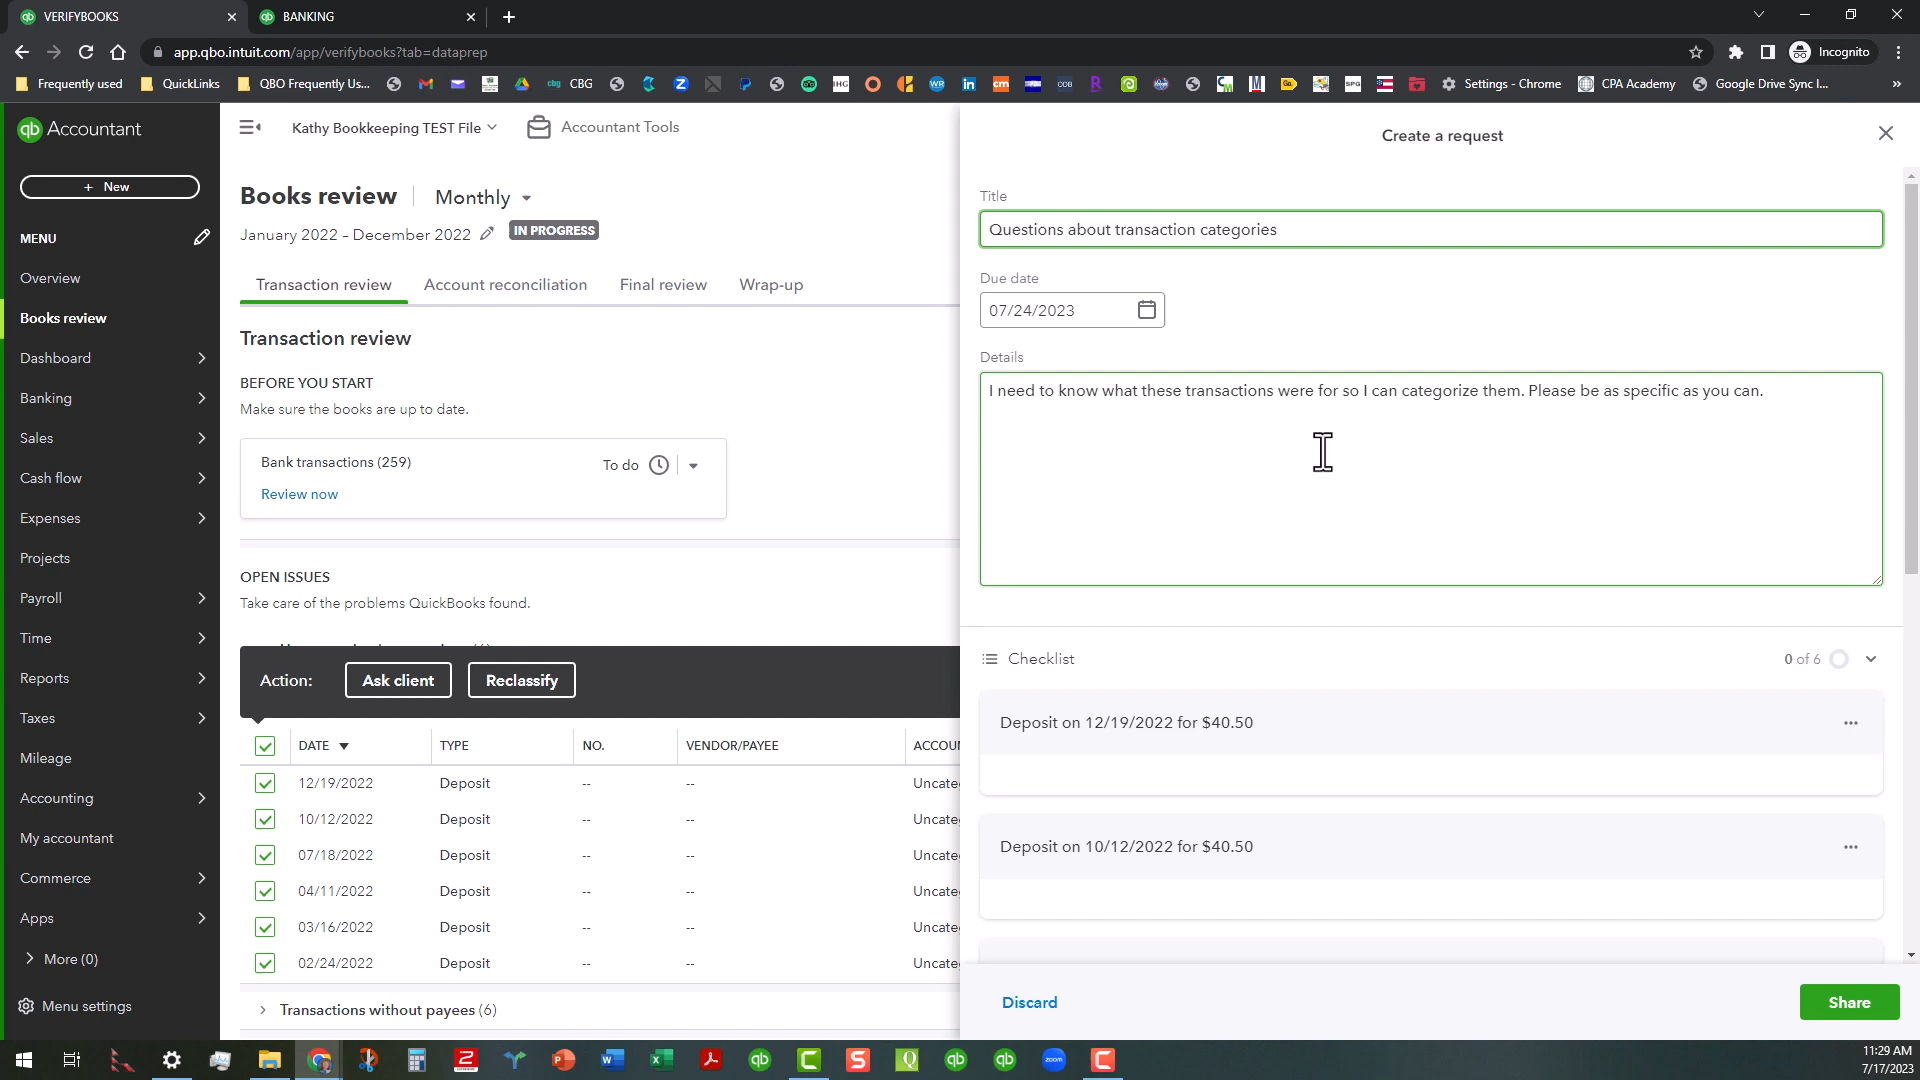 VERIFYBOOKS
BANKING
app.qbo.intuit.com/app/verifybooks?tab=dataprep
Incognito
Frequently used
QuickLinks
QBO Frequently Us...
CBG
Settings - Chrome
CPA Academy
Google Drive Sync I...
qb Accountant
Kathy Bookkeeping TEST File
Accountant Tools
+ New
MENU
Overview
Books review
Dashboard
Banking
Sales
Cash flow
Expenses
Projects
Payroll
Time
Reports
Taxes
Mileage
Accounting
My accountant
Commerce
Apps
More (0)
Menu settings
Books review
Monthly
January 2022 - December 2022
IN PROGRESS
Transaction review
Account reconciliation
Final review
Wrap-up
Transaction review
BEFORE YOU START
Make sure the books are up to date.
Bank transactions (259)
To do
Review now
OPEN ISSUES
Take care of the problems QuickBooks found.
Action:
Ask client
Reclassify
DATE TYPE NO. VENDOR/PAYEE ACCOU
12/19/2022 Deposit -- -- Uncate
10/12/2022 Deposit -- -- Uncate
07/18/2022 Deposit -- -- Uncate
04/11/2022 Deposit -- -- Uncate
03/16/2022 Deposit -- -- Uncate
02/24/2022 Deposit -- -- Uncate
Transactions without payees (6)
Create a request
Title
Questions about transaction categories
Due date
07/24/2023
Details
I need to know what these transactions were for so I can categorize them. Please be as specific as you can.
Checklist
0 of 6
Deposit on 12/19/2022 for $40.50
Deposit on 10/12/2022 for $40.50
Discard
Share
11:29 AM
7/17/2023